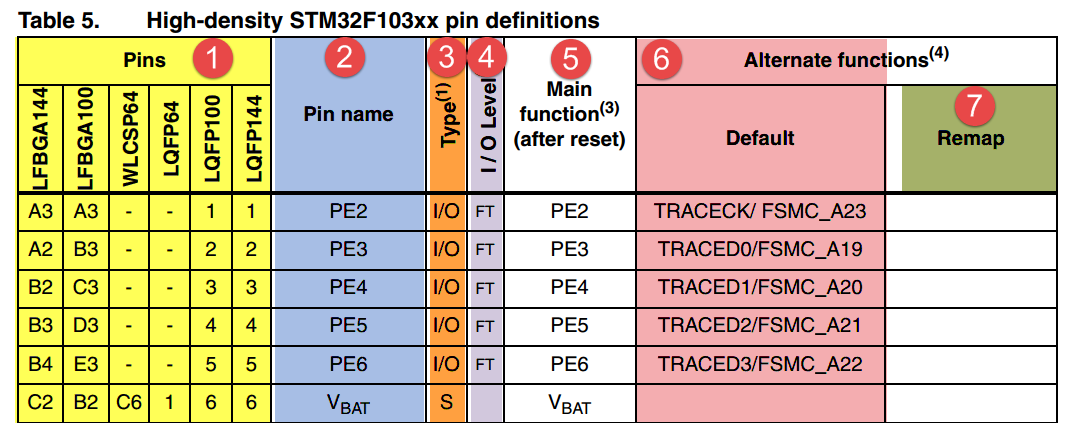 Table 5. High-density STM32F103xx pin definitions
Pins 1 2 3 4 5 6 Alternate functions(4)
LFBGA144 LFBGA100 WLCSP64 LQFP64 LQFP100 LQFP144 Pin name Type(1) I / O Level Main function(3) (after reset) Default 7 Remap
A3 A3 - - 1 1 PE2 I/O FT PE2 TRACECK/ FSMC_A23
A2 B3 - - 2 2 PE3 I/O FT PE3 TRACED0/FSMC_A19
B2 C3 - - 3 3 PE4 I/O FT PE4 TRACED1/FSMC_A20
B3 D3 - - 4 4 PE5 I/O FT PE5 TRACED2/FSMC_A21
B4 E3 - - 5 5 PE6 I/O FT PE6 TRACED3/FSMC_A22
C2 B2 C6 1 6 6 VBAT S VBAT